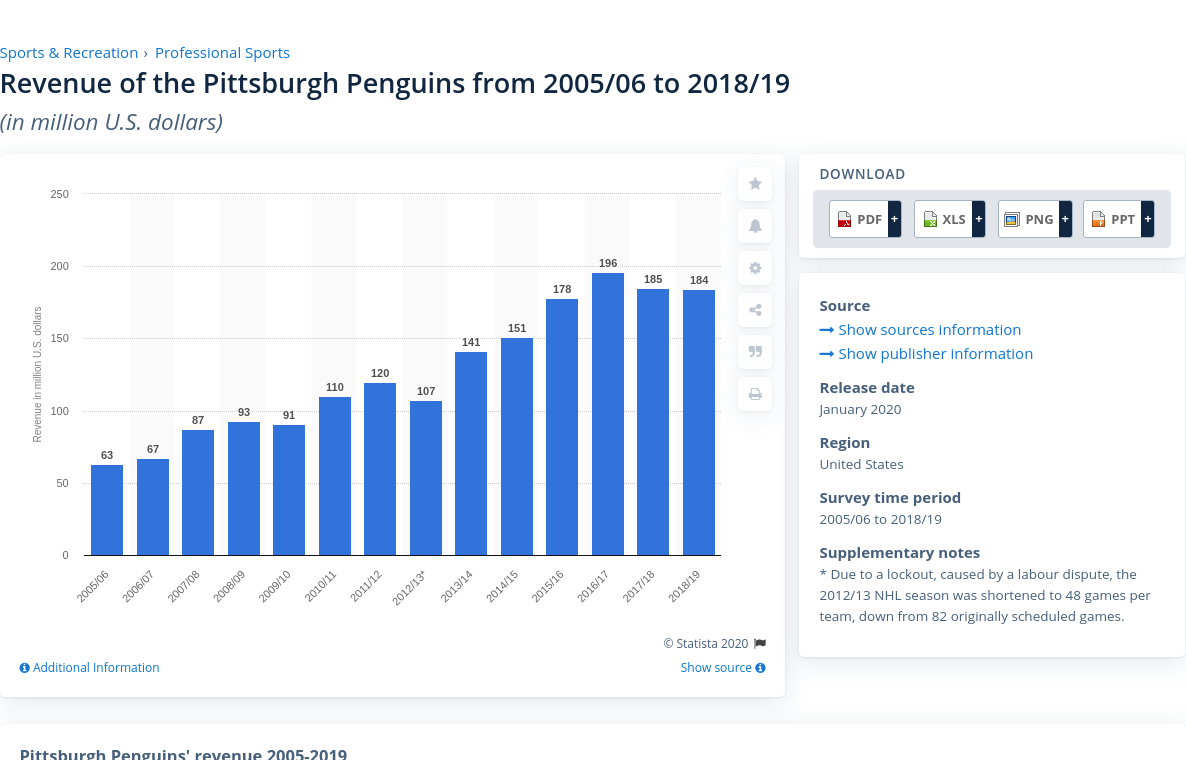 Sports & Recreation › Professional Sports
Revenue of the Pittsburgh Penguins from 2005/06 to 2018/19
(in million U.S. dollars)
250
200
150
100
50
0
Revenue in million U.S. dollars
63
67
87
93
91
110
120
107
141
151
178
196
185
184
2005/06
2006/07
2007/08
2008/09
2009/10
2010/11
2011/12
2012/13*
2013/14
2014/15
2015/16
2016/17
2017/18
2018/19
© Statista 2020
Additional Information
Show source
DOWNLOAD
PDF +
XLS +
PNG +
PPT +
Source
Show sources information
Show publisher information
Release date
January 2020
Region
United States
Survey time period
2005/06 to 2018/19
Supplementary notes
* Due to a lockout, caused by a labour dispute, the
2012/13 NHL season was shortened to 48 games per
team, down from 82 originally scheduled games.
Pittsburgh Penguins' revenue 2005-2019